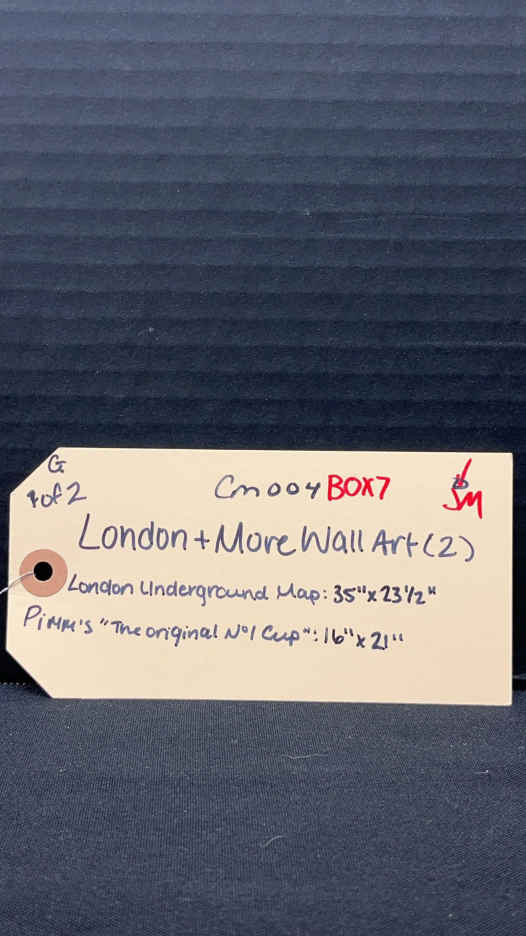 G
1 of 2
Cm004 BOX7
London + More Wall Art (2)
London Underground Map: 35" x 23 1/2"
Pimm's "The original No1 Cup": 16" x 21"